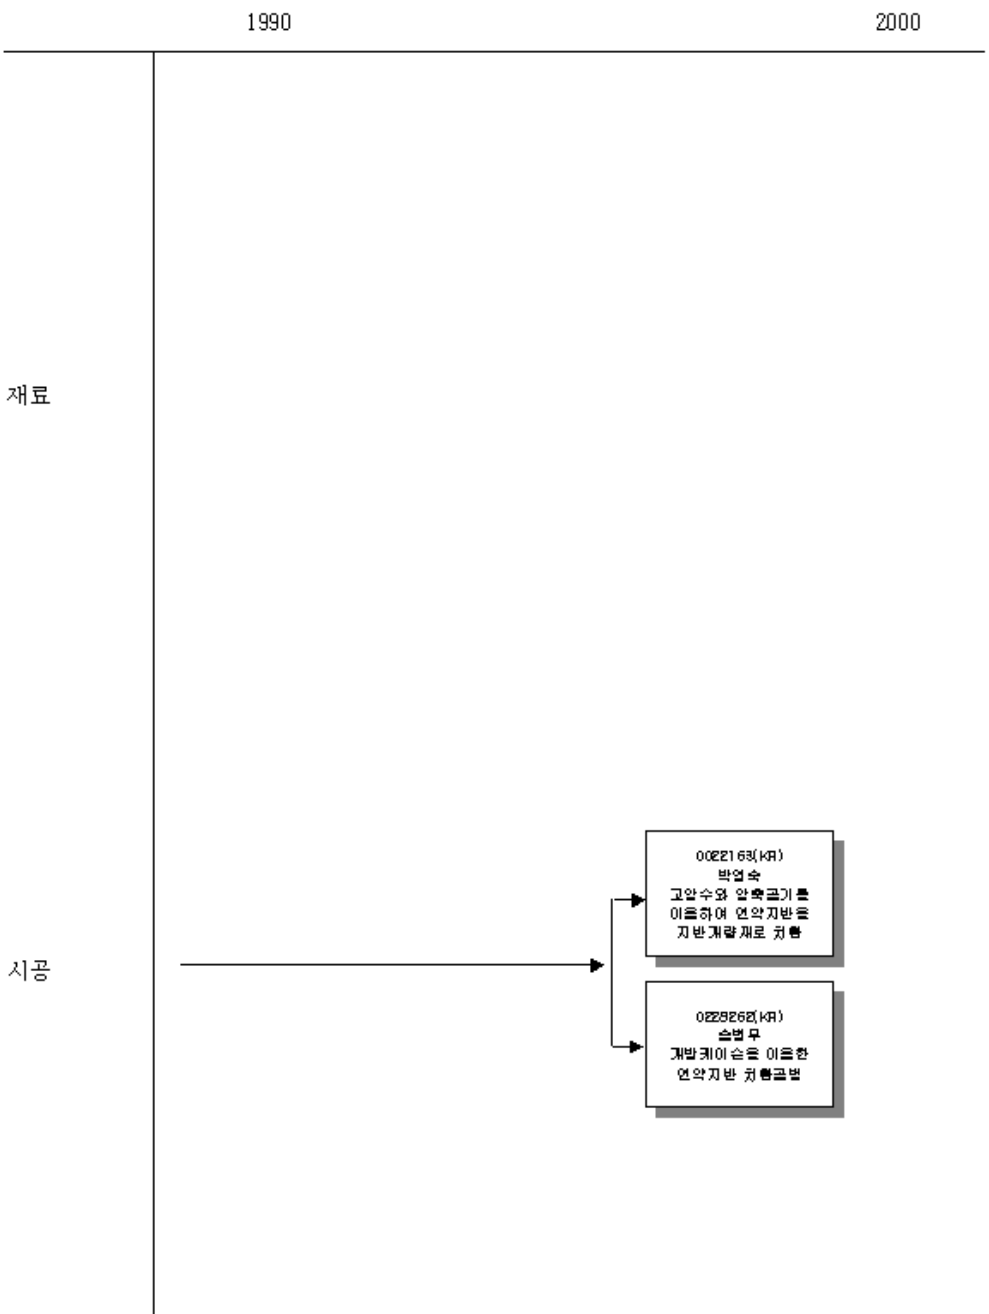 1990 2000
재료
0022163(KR)
박언숙
고압수와 압축공기를
이용하여 연약지반을
지반개량재로 치환
시공
0229262(KR)
손범무
개방케이슨을 이용한
연약지반 치환공법